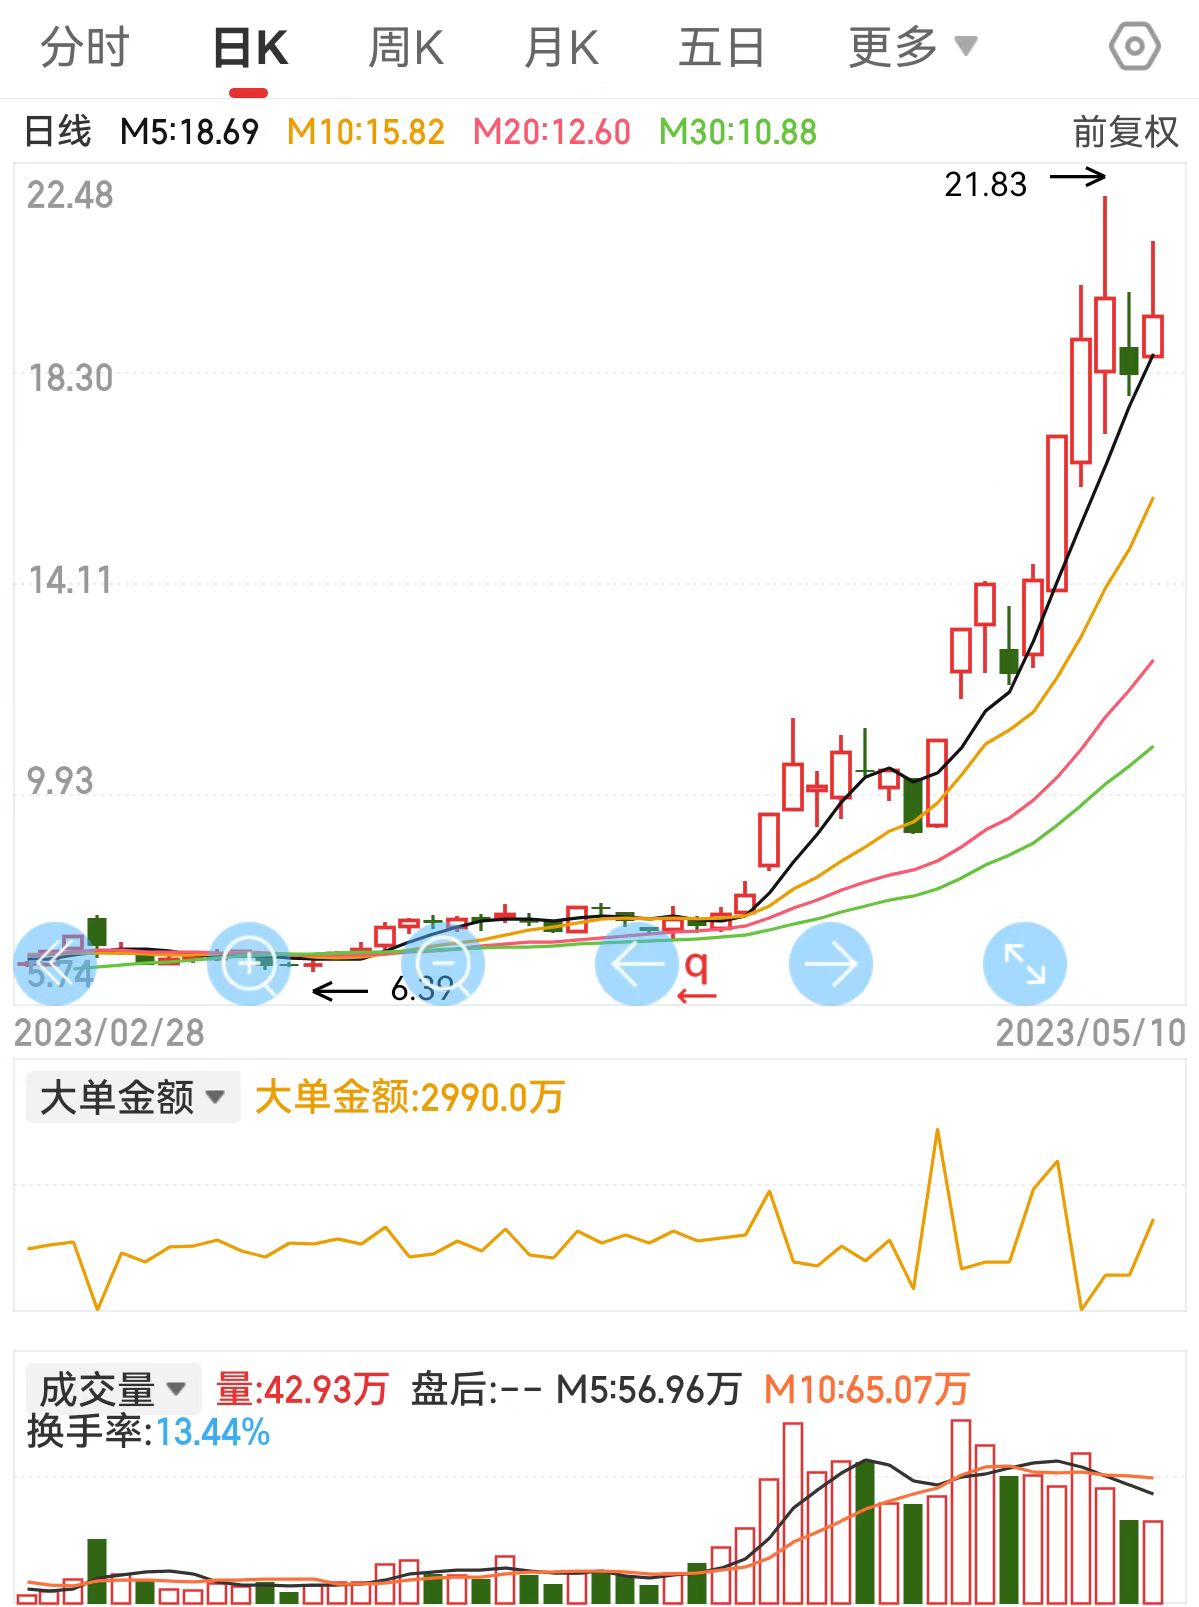 分时 日K 周K 月K 五日 更多
日线 M5:18.69 M10:15.82 M20:12.60 M30:10.88 前复权
22.48
21.83
18.30
14.11
9.93
5.74
6.39
q
2023/02/28 2023/05/10
大单金额 大单金额:2990.0万
成交量 量:42.93万 盘后:-- M5:56.96万 M10:65.07万
换手率:13.44%